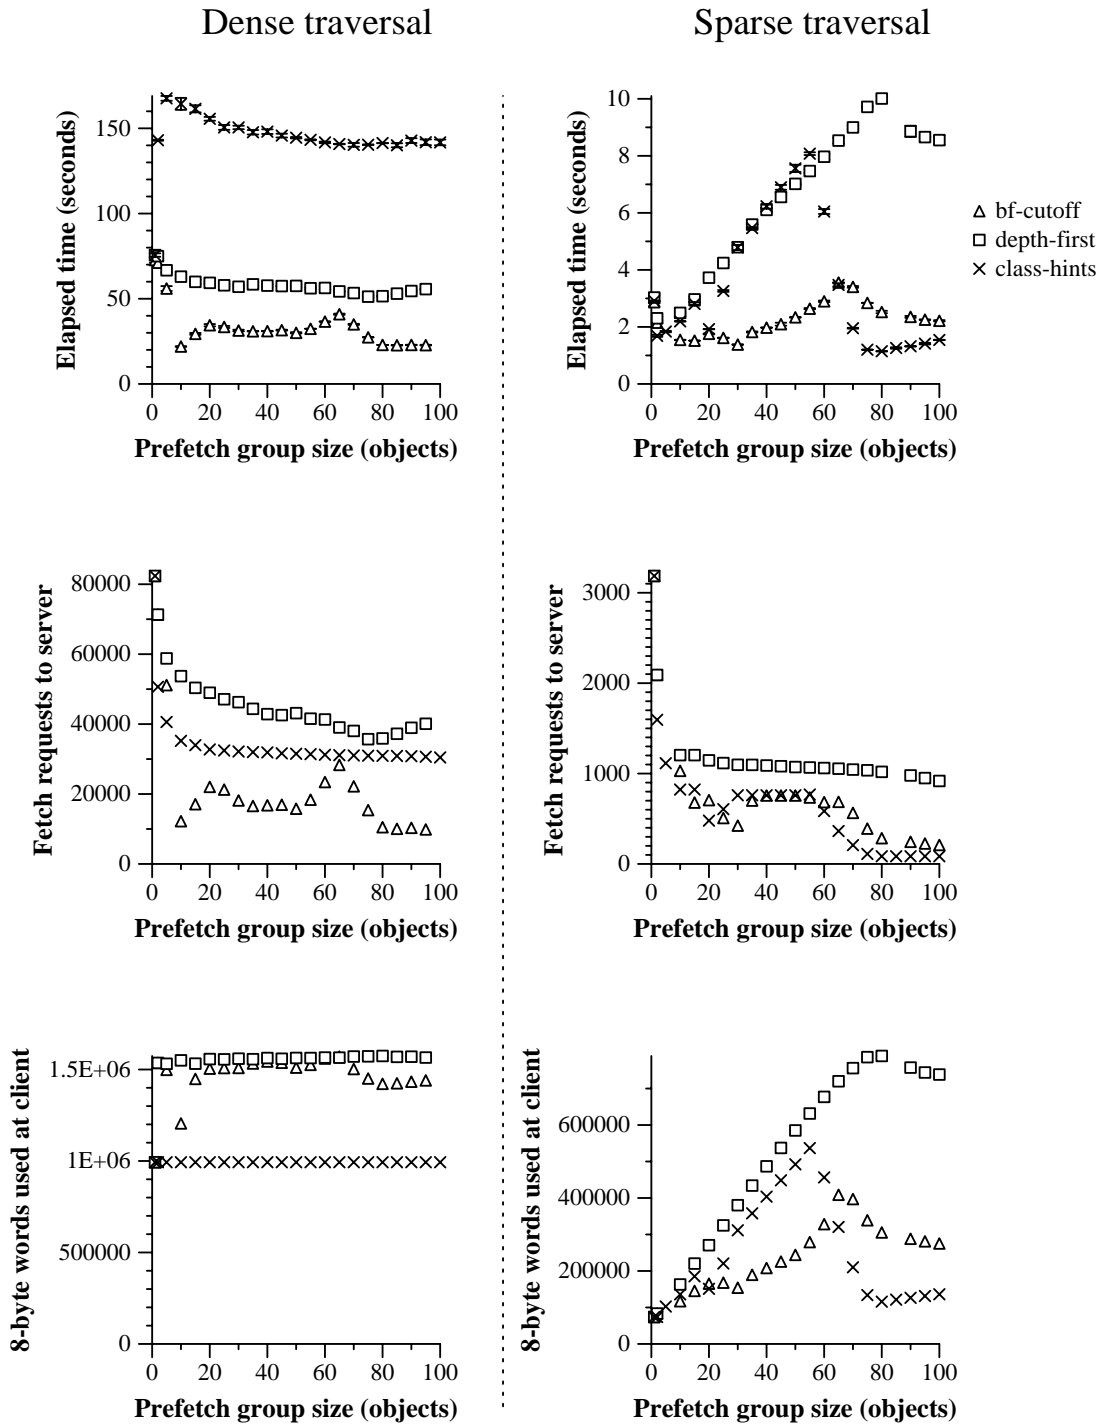 Dense traversal
Sparse traversal
Elapsed time (seconds)
150
100
50
0
0 20 40 60 80 100
Prefetch group size (objects)
Elapsed time (seconds)
10
8
6
4
2
0
0 20 40 60 80 100
Prefetch group size (objects)
bf-cutoff
depth-first
class-hints
Fetch requests to server
80000
60000
40000
20000
0
0 20 40 60 80 100
Prefetch group size (objects)
Fetch requests to server
3000
2000
1000
0
0 20 40 60 80 100
Prefetch group size (objects)
8-byte words used at client
1.5E+06
1E+06
500000
0
0 20 40 60 80 100
Prefetch group size (objects)
8-byte words used at client
600000
400000
200000
0
0 20 40 60 80 100
Prefetch group size (objects)